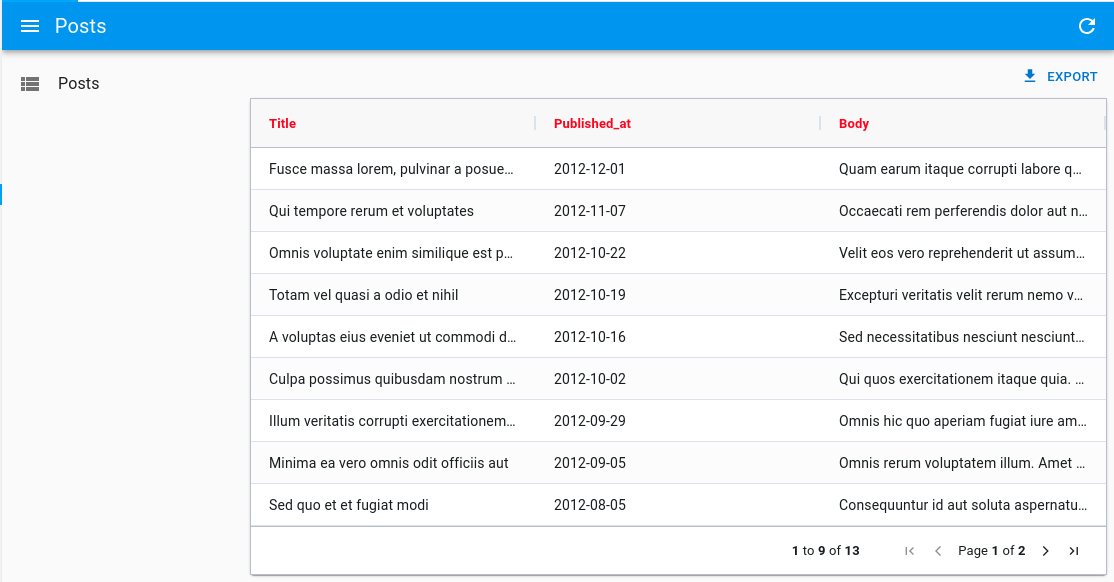 Posts
Posts
EXPORT
Title Published_at Body
Fusce massa lorem, pulvinar a posue... 2012-12-01 Quam earum itaque corrupti labore q...
Qui tempore rerum et voluptates 2012-11-07 Occaecati rem perferendis dolor aut n...
Omnis voluptate enim similique est p... 2012-10-22 Velit eos vero reprehenderit ut assum...
Totam vel quasi a odio et nihil 2012-10-19 Excepturi veritatis velit rerum nemo v...
A voluptas eius eveniet ut commodi d... 2012-10-16 Sed necessitatibus nesciunt nesciunt...
Culpa possimus quibusdam nostrum ... 2012-10-02 Qui quos exercitationem itaque quia. ...
Illum veritatis corrupti exercitationem... 2012-09-29 Omnis hic quo aperiam fugiat iure am...
Minima ea vero omnis odit officiis aut 2012-09-05 Omnis rerum voluptatem illum. Amet ...
Sed quo et et fugiat modi 2012-08-05 Consequuntur id aut soluta aspernatu...
1 to 9 of 13 Page 1 of 2